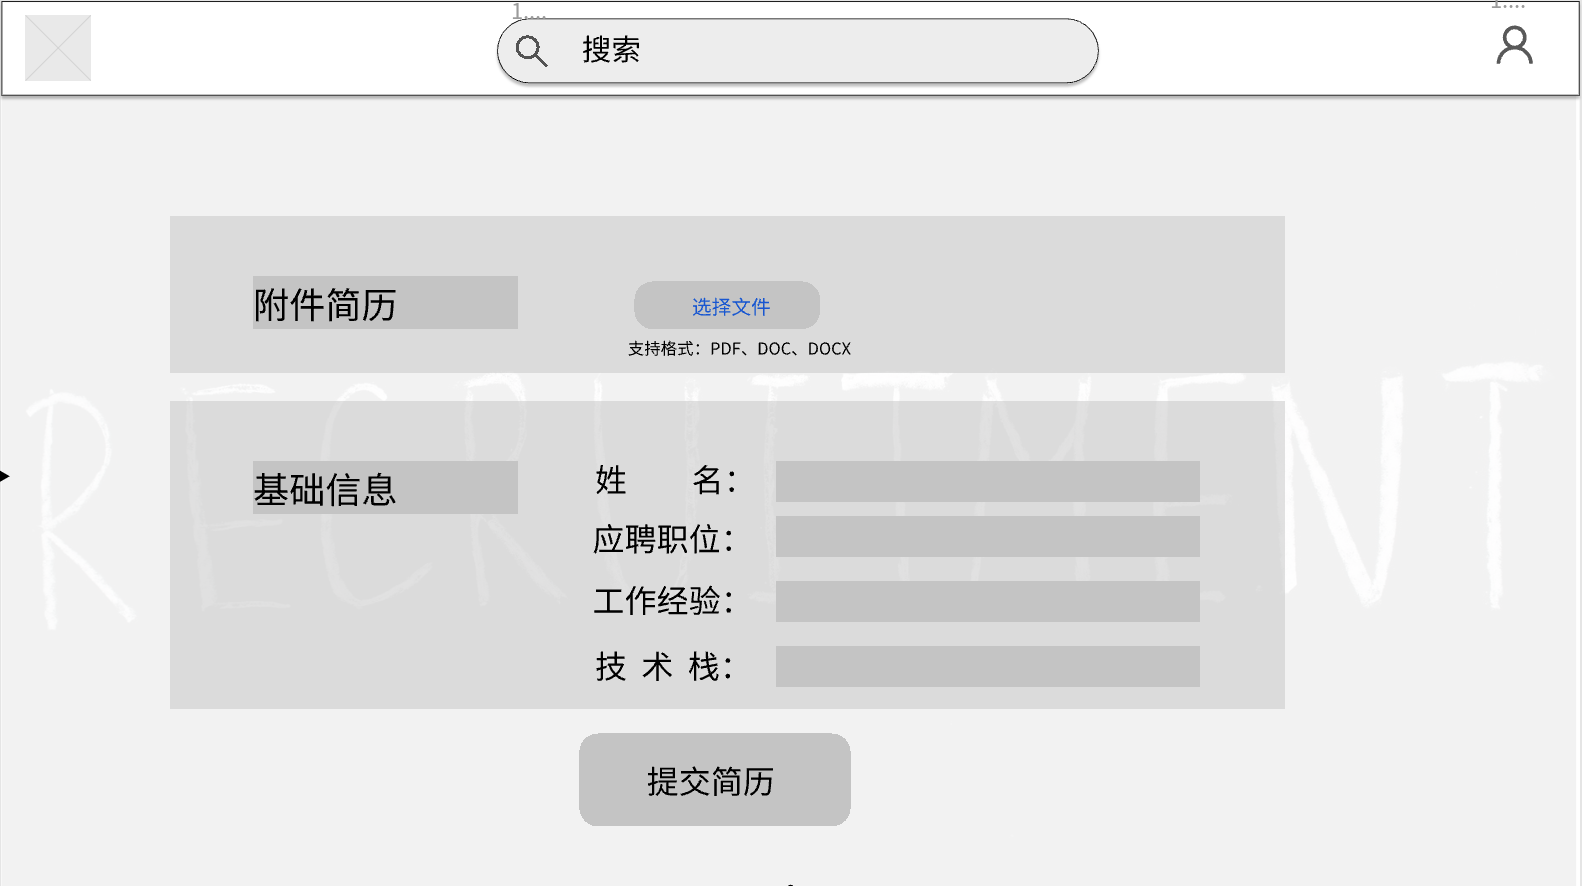 1....
1....
搜索
附件简历
选择文件
支持格式：PDF、DOC、DOCX
RECRUITMENT
基础信息
姓 名：
应聘职位：
工作经验：
技 术 栈：
提交简历